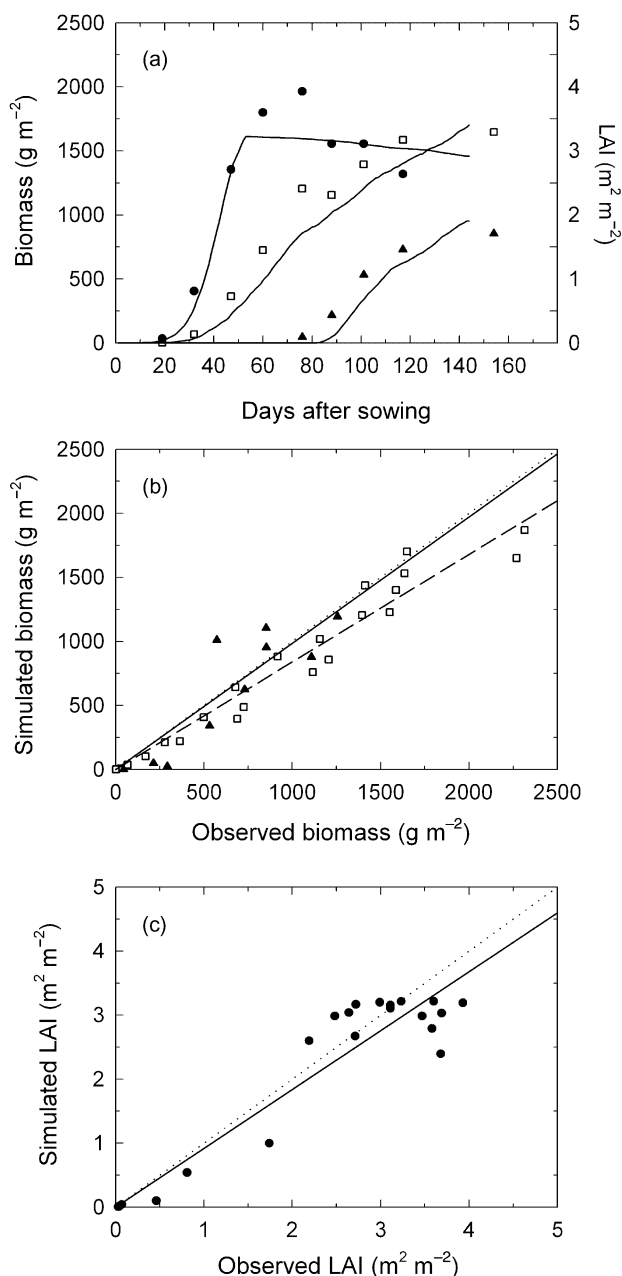 (a)
Biomass (g m⁻²)
2500
2000
1500
1000
500
0
5
4
3
2
1
0
LAI (m² m⁻²)
0 20 40 60 80 100 120 140 160
Days after sowing
(b)
Simulated biomass (g m⁻²)
2500
2000
1500
1000
500
0
0 500 1000 1500 2000 2500
Observed biomass (g m⁻²)
(c)
Simulated LAI (m² m⁻²)
5
4
3
2
1
0
0 1 2 3 4 5
Observed LAI (m² m⁻²)